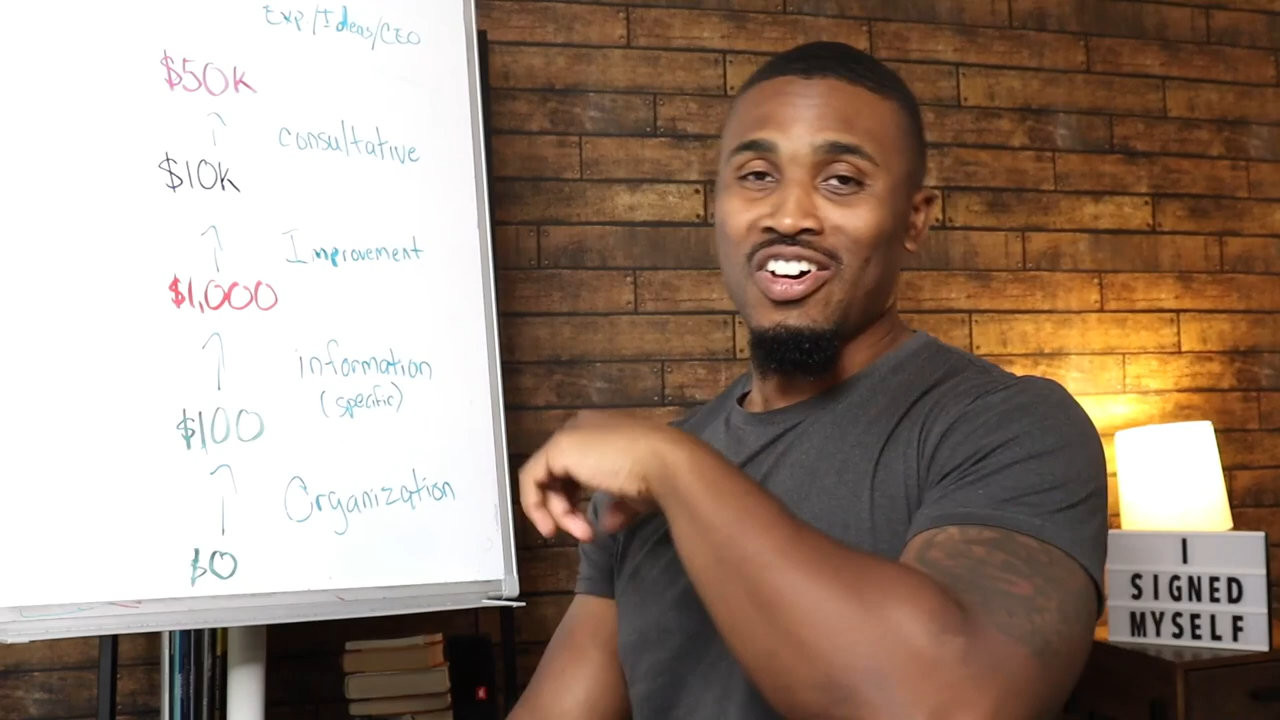 Exp/Ideas/CEO
$50k
consultative
$10k
Improvement
$1,000
information
(specific)
$100
Organization
$0
I
SIGNED
MYSELF